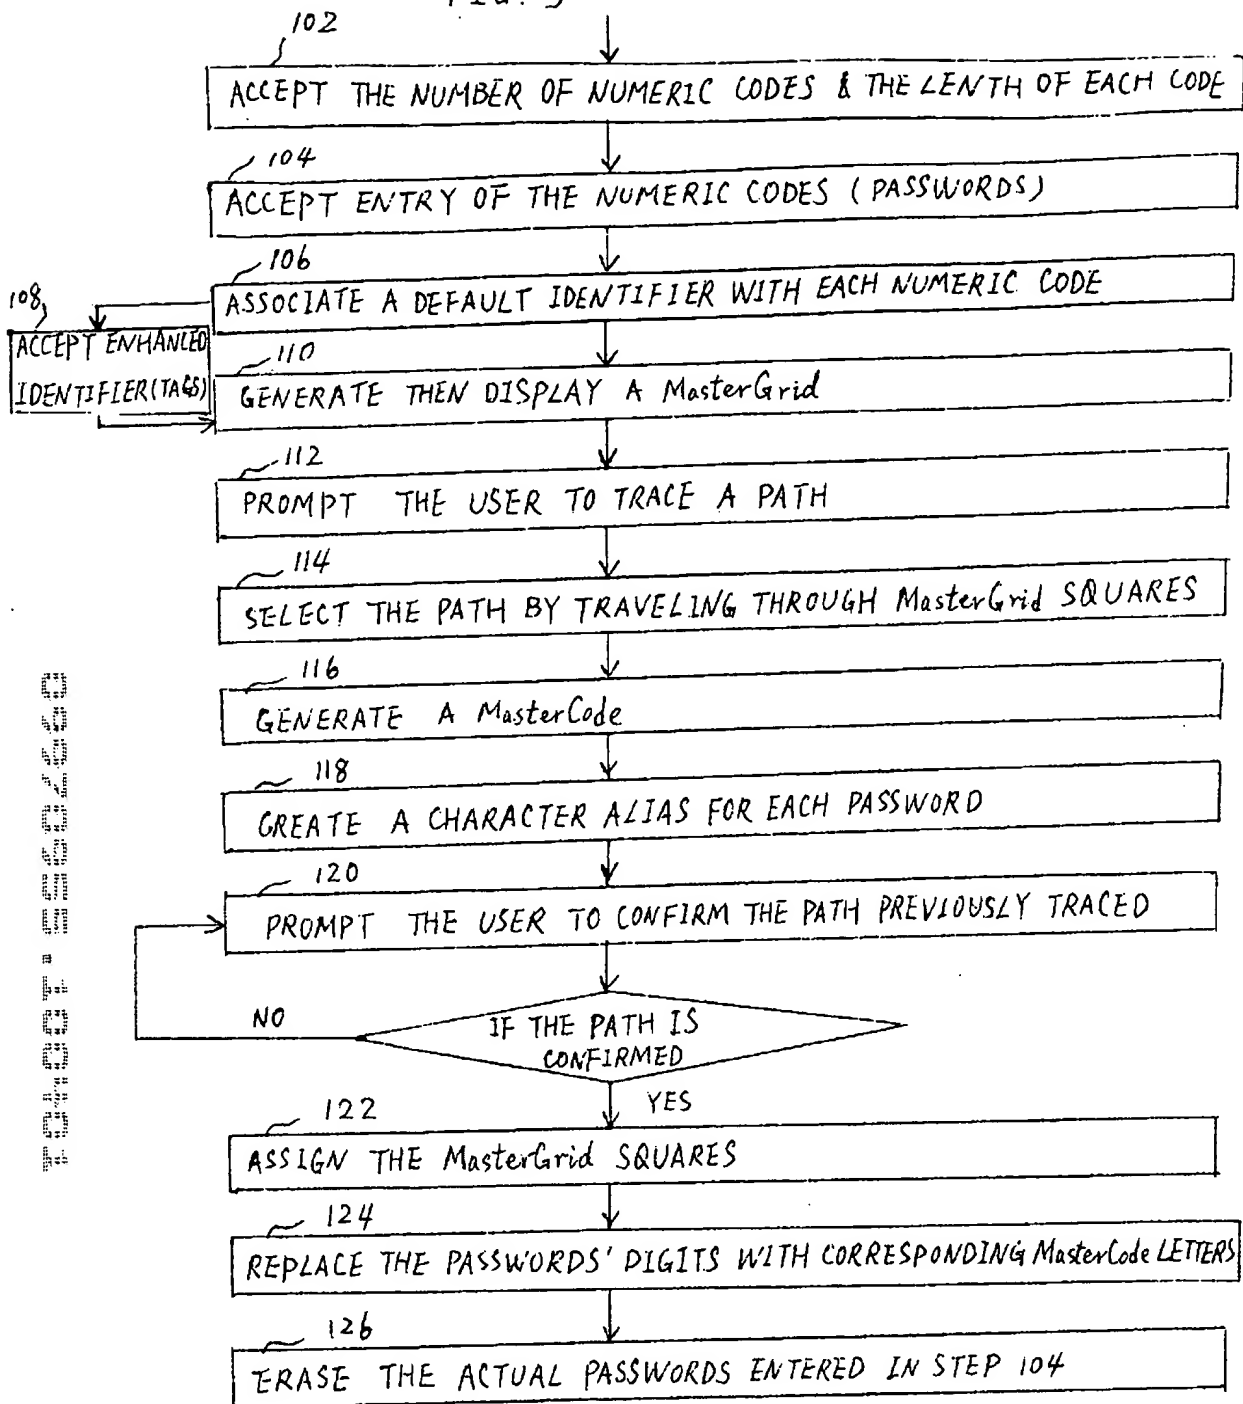 102
ACCEPT THE NUMBER OF NUMERIC CODES & THE LENTH OF EACH CODE
104
ACCEPT ENTRY OF THE NUMERIC CODES (PASSWORDS)
106
ASSOCIATE A DEFAULT IDENTIFIER WITH EACH NUMERIC CODE
108
ACCEPT ENHANCED
IDENTIFIER(TAGS)
110
GENERATE THEN DISPLAY A MasterGrid
112
PROMPT THE USER TO TRACE A PATH
114
SELECT THE PATH BY TRAVELING THROUGH MasterGrid SQUARES
116
GENERATE A MasterCode
118
CREATE A CHARACTER ALIAS FOR EACH PASSWORD
120
PROMPT THE USER TO CONFIRM THE PATH PREVIOUSLY TRACED
NO
IF THE PATH IS
CONFIRMED
YES
122
ASSIGN THE MasterGrid SQUARES
124
REPLACE THE PASSWORDS' DIGITS WITH CORRESPONDING MasterCode LETTERS
126
ERASE THE ACTUAL PASSWORDS ENTERED IN STEP 104